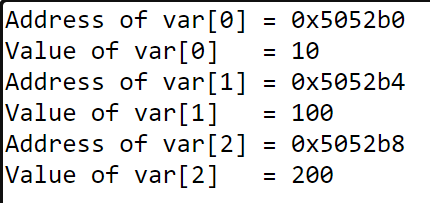 Address of var[0] = 0x5052b0
Value of var[0]   = 10
Address of var[1] = 0x5052b4
Value of var[1]   = 100
Address of var[2] = 0x5052b8
Value of var[2]   = 200